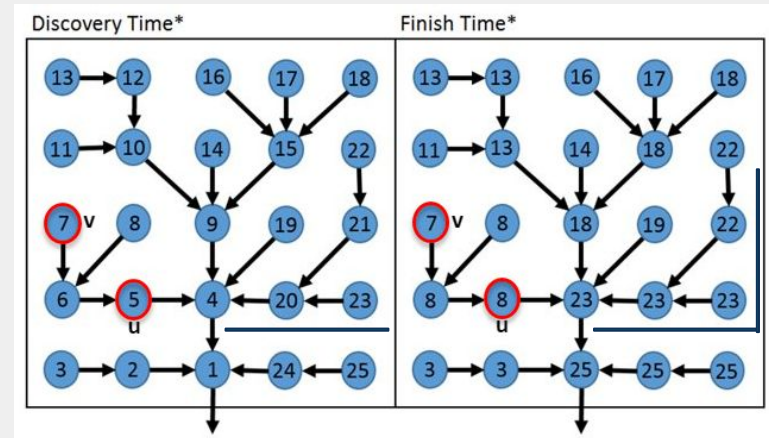 Discovery Time* Finish Time*
13 12 16 17 18 13 13 16 17 18
11 10 14 15 22 11 13 14 18 22
7 v 8 9 19 21 7 v 8 18 19 22
6 5 4 20 23 8 8 23 23 23
u u
3 2 1 24 25 3 3 25 25 25